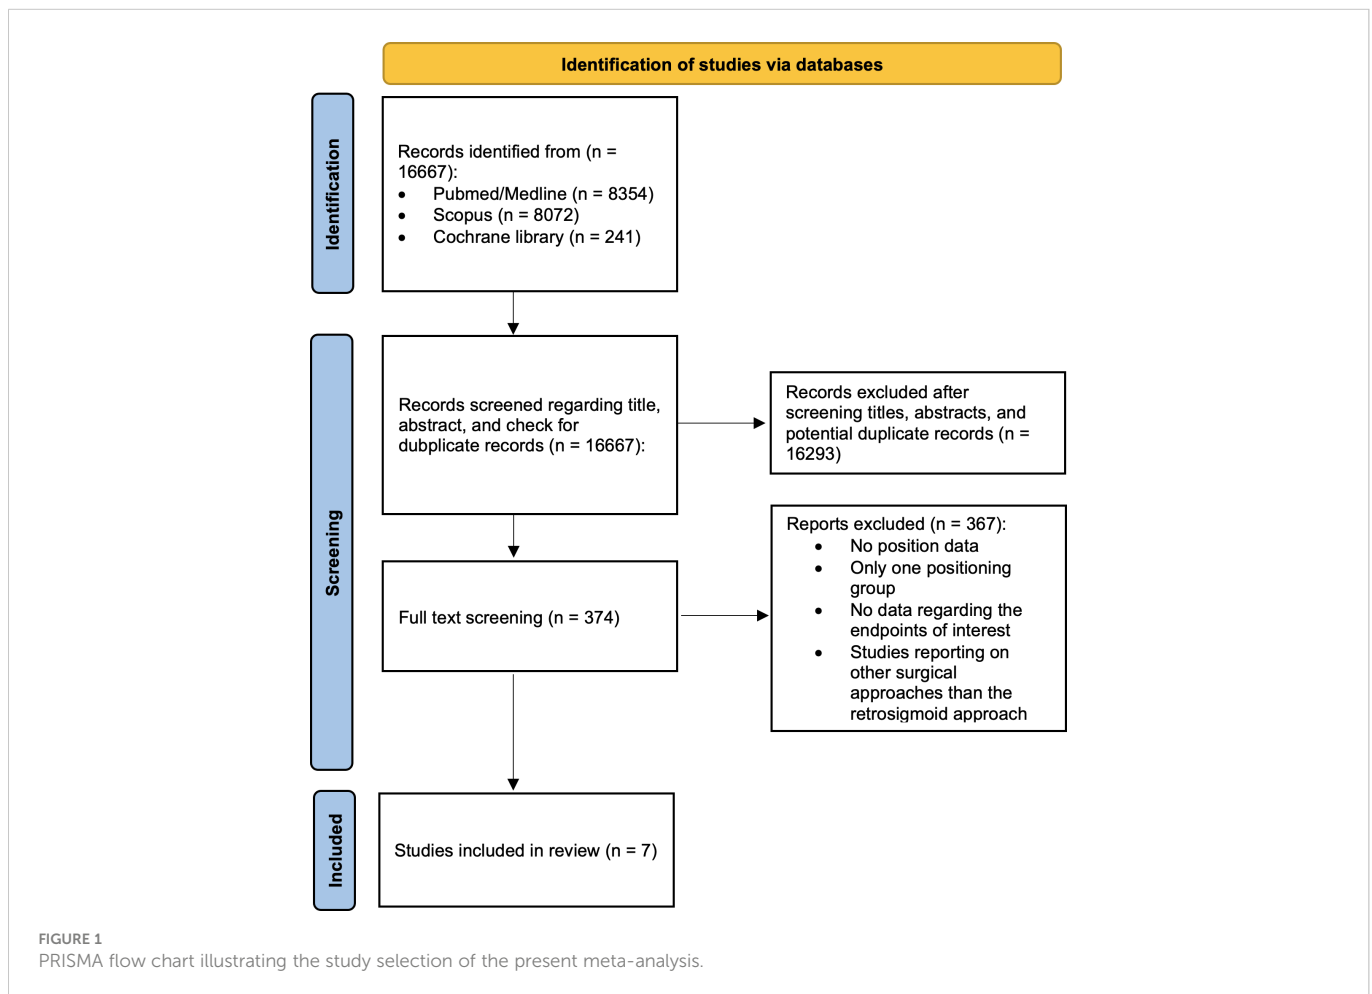 Identification of studies via databases
Identification
Records identified from (n =
16667):
• Pubmed/Medline (n = 8354)
• Scopus (n = 8072)
• Cochrane library (n = 241)
Screening
Records screened regarding title,
abstract, and check for
dubplicate records (n = 16667):
Records excluded after
screening titles, abstracts, and
potential duplicate records (n =
16293)
Full text screening (n = 374)
Reports excluded (n = 367):
• No position data
• Only one positioning
group
• No data regarding the
endpoints of interest
• Studies reporting on
other surgical
approaches than the
retrosigmoid approach
Included
Studies included in review (n = 7)
FIGURE 1
PRISMA flow chart illustrating the study selection of the present meta-analysis.